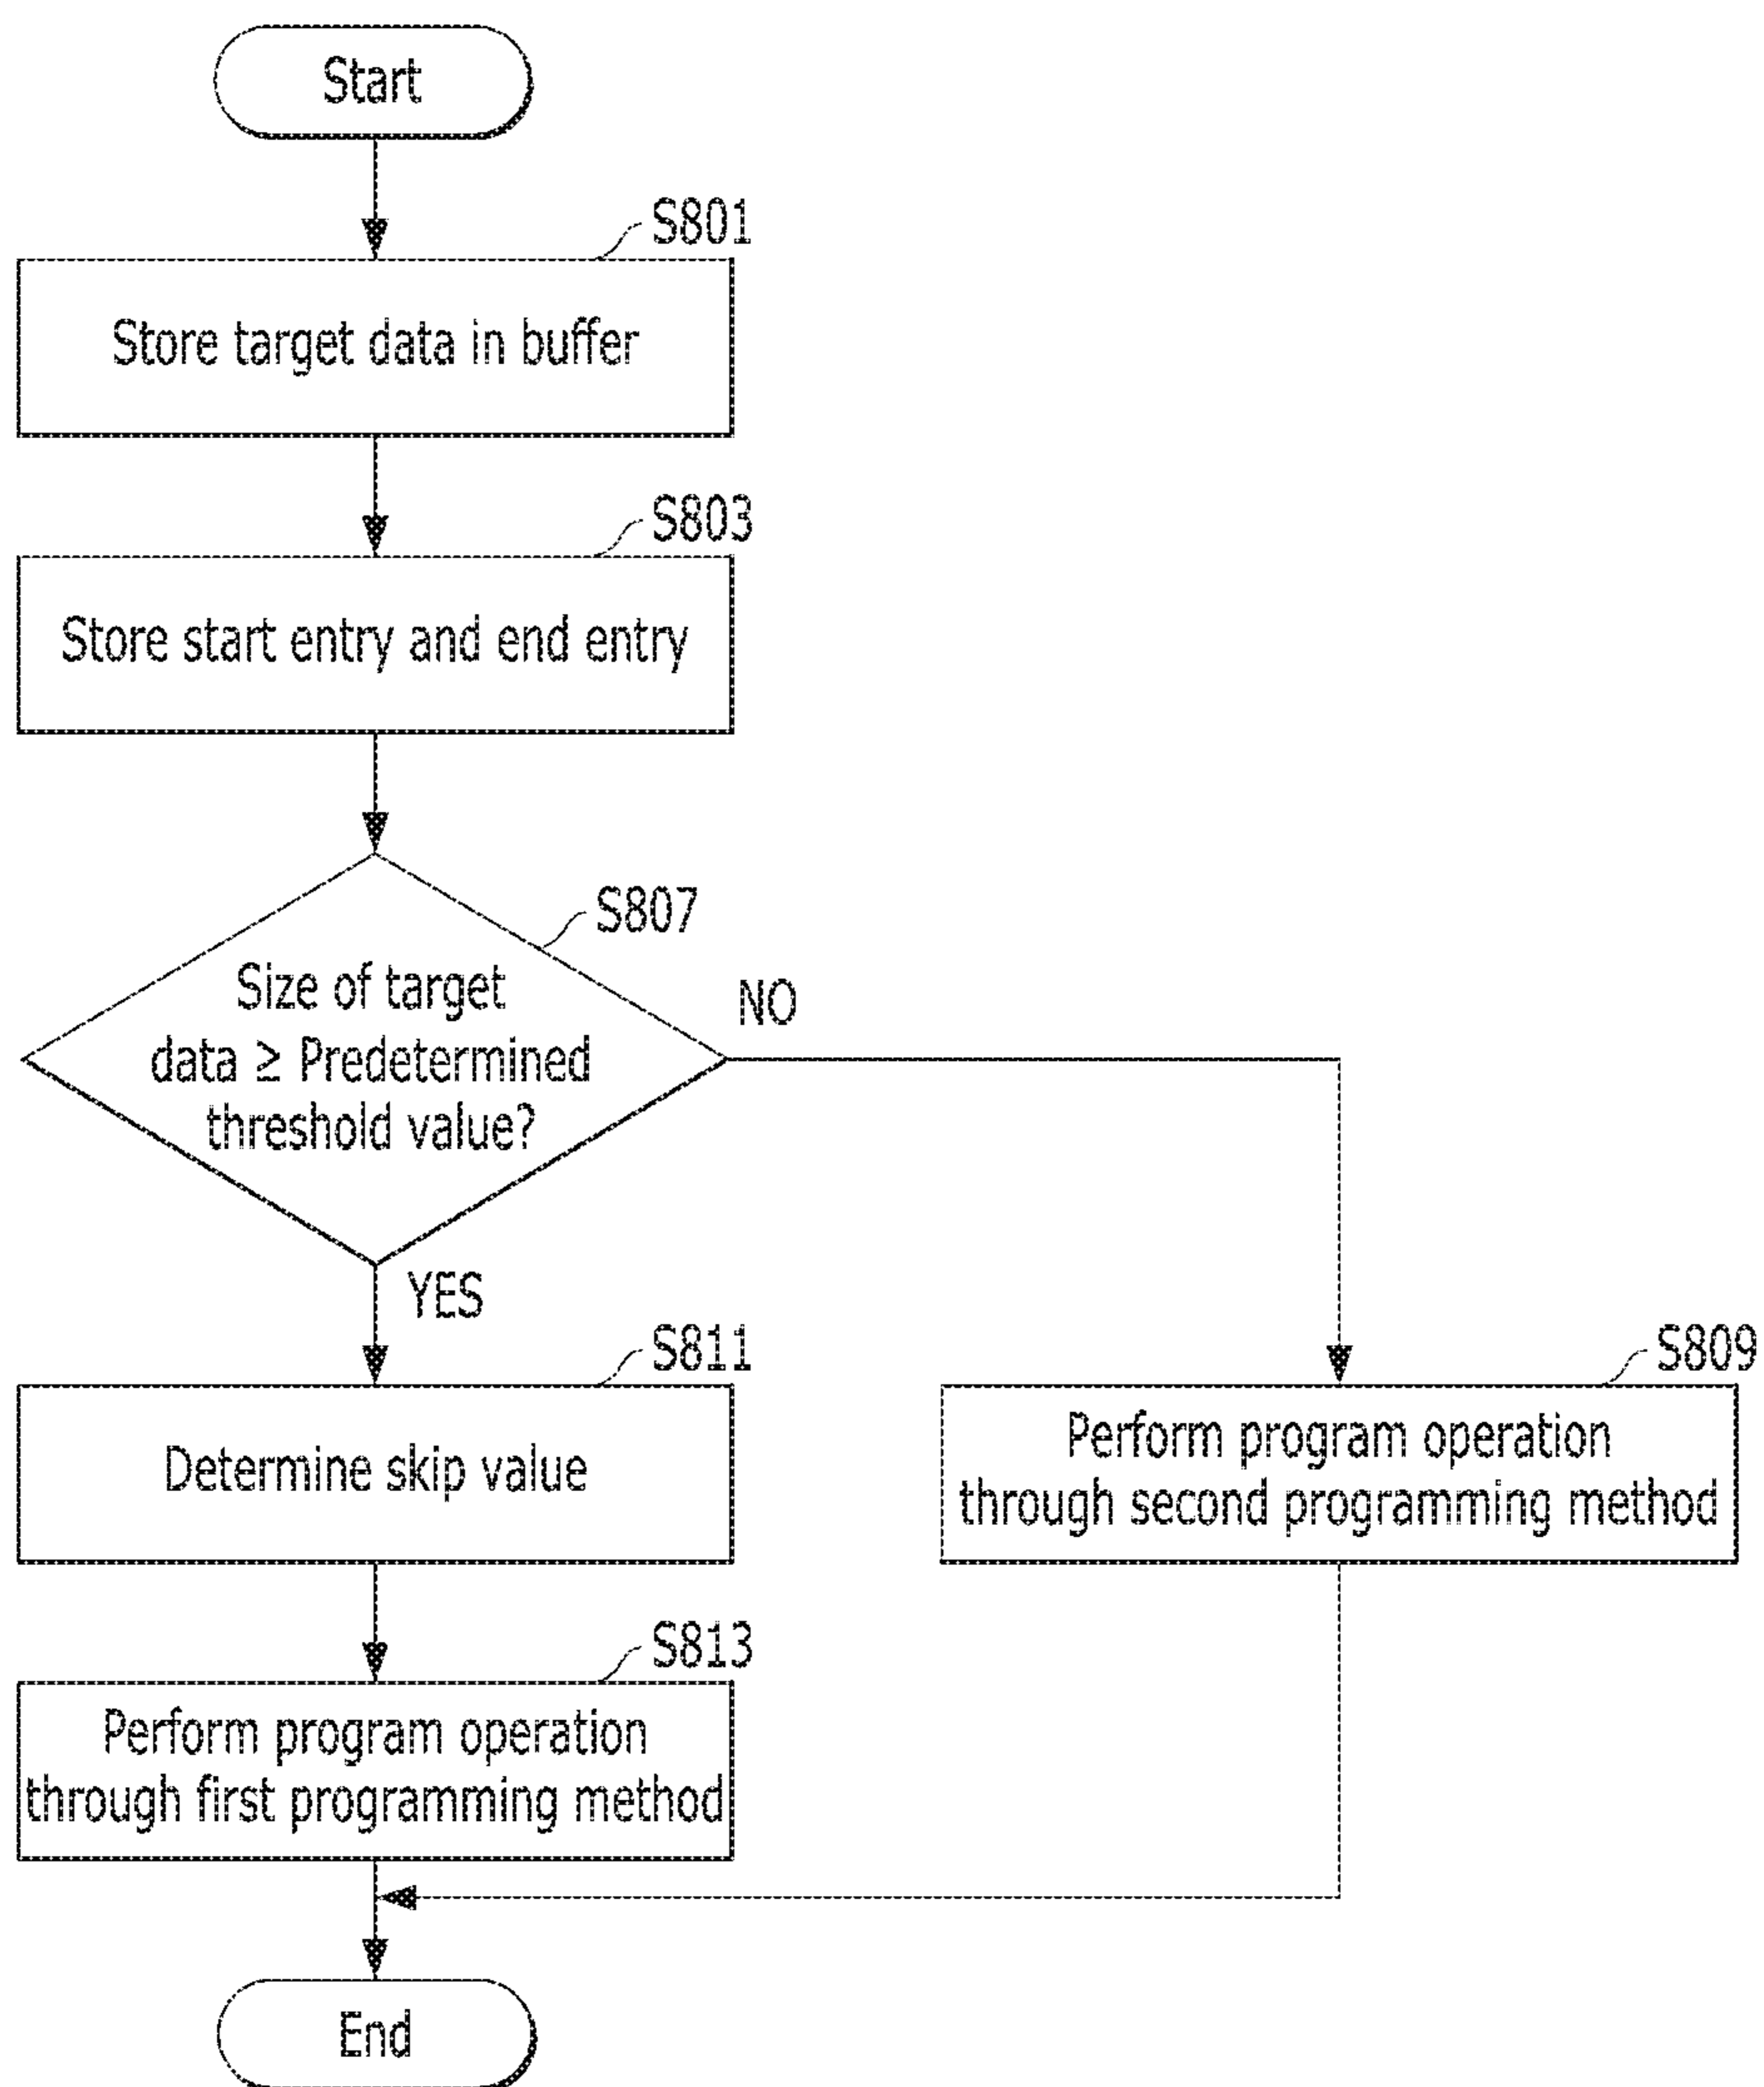 Start
S801
Store target data in buffer
S803
Store start entry and end entry
S807
Size of target
data ≥ Predetermined
threshold value?
NO
YES
S811
Determine skip value
S809
Perform program operation
through second programming method
S813
Perform program operation
through first programming method
End